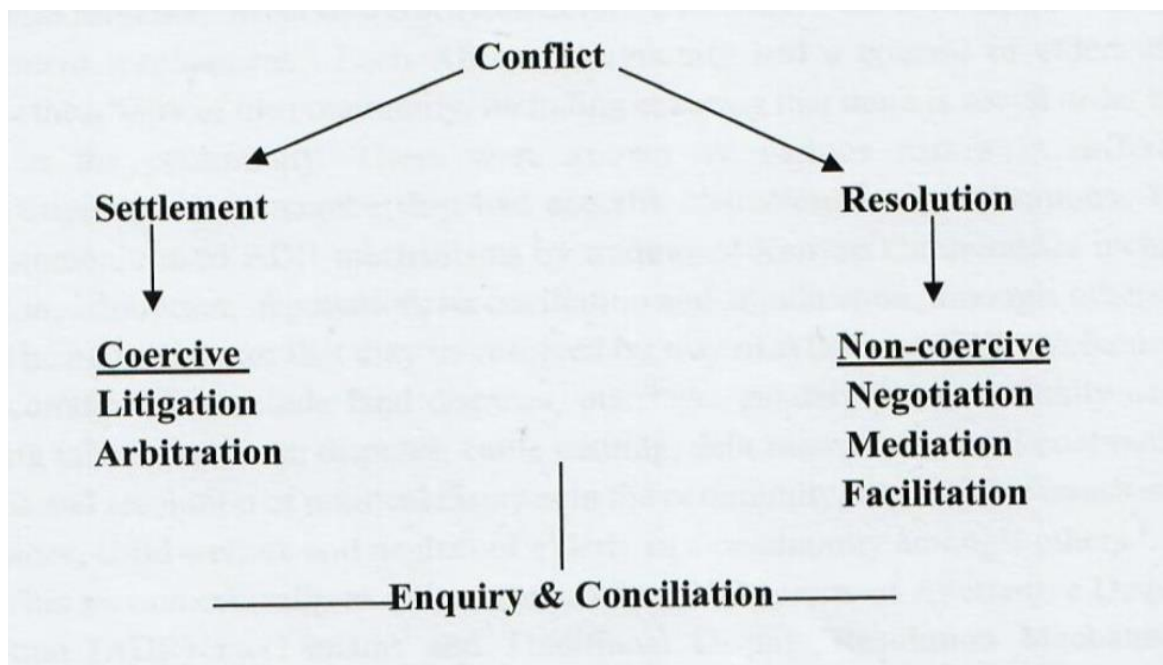 Conflict
Settlement Resolution
Coercive Non-coercive
Litigation Negotiation
Arbitration Mediation
Facilitation
Enquiry & Conciliation